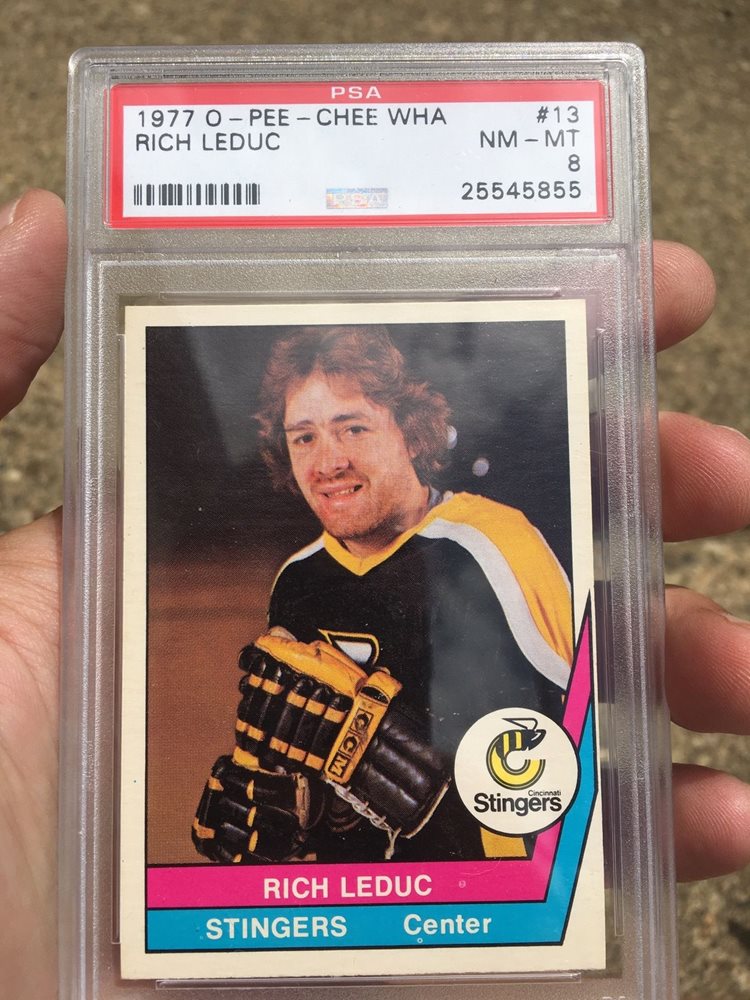 PSA
1977 O-PEE-CHEE WHA #13
RICH LEDUC NM-MT
8
25545855
CCM
Cincinnati
Stingers
RICH LEDUC
STINGERS Center